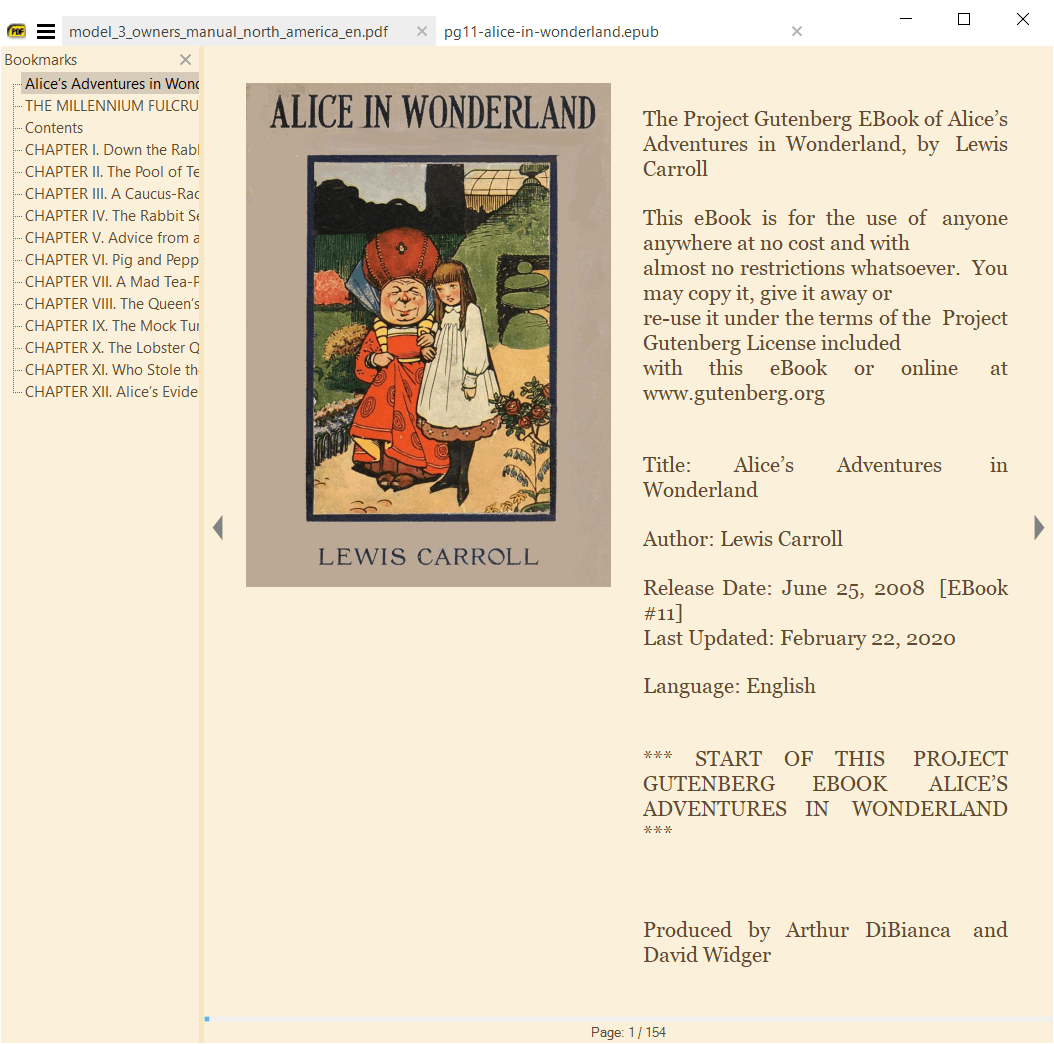 PDF
model_3_owners_manual_north_america_en.pdf
pg11-alice-in-wonderland.epub
Bookmarks
Alice’s Adventures in Wond
THE MILLENNIUM FULCRU
Contents
CHAPTER I. Down the Rabl
CHAPTER II. The Pool of Te
CHAPTER III. A Caucus-Rac
CHAPTER IV. The Rabbit Se
CHAPTER V. Advice from a
CHAPTER VI. Pig and Pepp
CHAPTER VII. A Mad Tea-P
CHAPTER VIII. The Queen’s
CHAPTER IX. The Mock Tur
CHAPTER X. The Lobster Q
CHAPTER XI. Who Stole th
CHAPTER XII. Alice’s Evide
ALICE IN WONDERLAND
LEWIS CARROLL
The Project Gutenberg EBook of Alice’s
Adventures in Wonderland, by Lewis
Carroll
This eBook is for the use of anyone
anywhere at no cost and with
almost no restrictions whatsoever. You
may copy it, give it away or
re-use it under the terms of the Project
Gutenberg License included
with this eBook or online at
www.gutenberg.org
Title: Alice’s Adventures in
Wonderland
Author: Lewis Carroll
Release Date: June 25, 2008 [EBook
#11]
Last Updated: February 22, 2020
Language: English
*** START OF THIS PROJECT
GUTENBERG EBOOK ALICE’S
ADVENTURES IN WONDERLAND
***
Produced by Arthur DiBianca and
David Widger
Page: 1 / 154